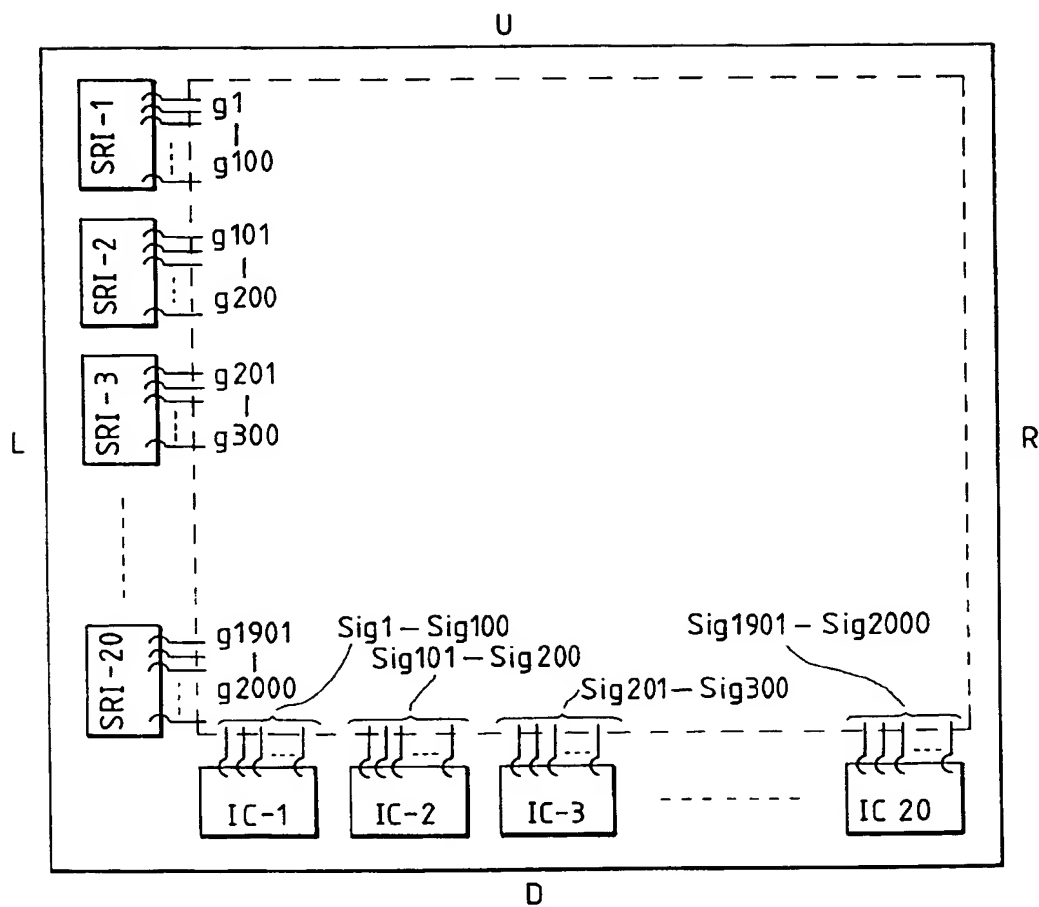 U
SRI-1
g1
g100
SRI-2
g101
g200
SRI-3
g201
g300
L
R
SRI-20
g1901
g2000
Sig1-Sig100
Sig101-Sig200
Sig201-Sig300
Sig1901-Sig2000
IC-1
IC-2
IC-3
IC 20
D